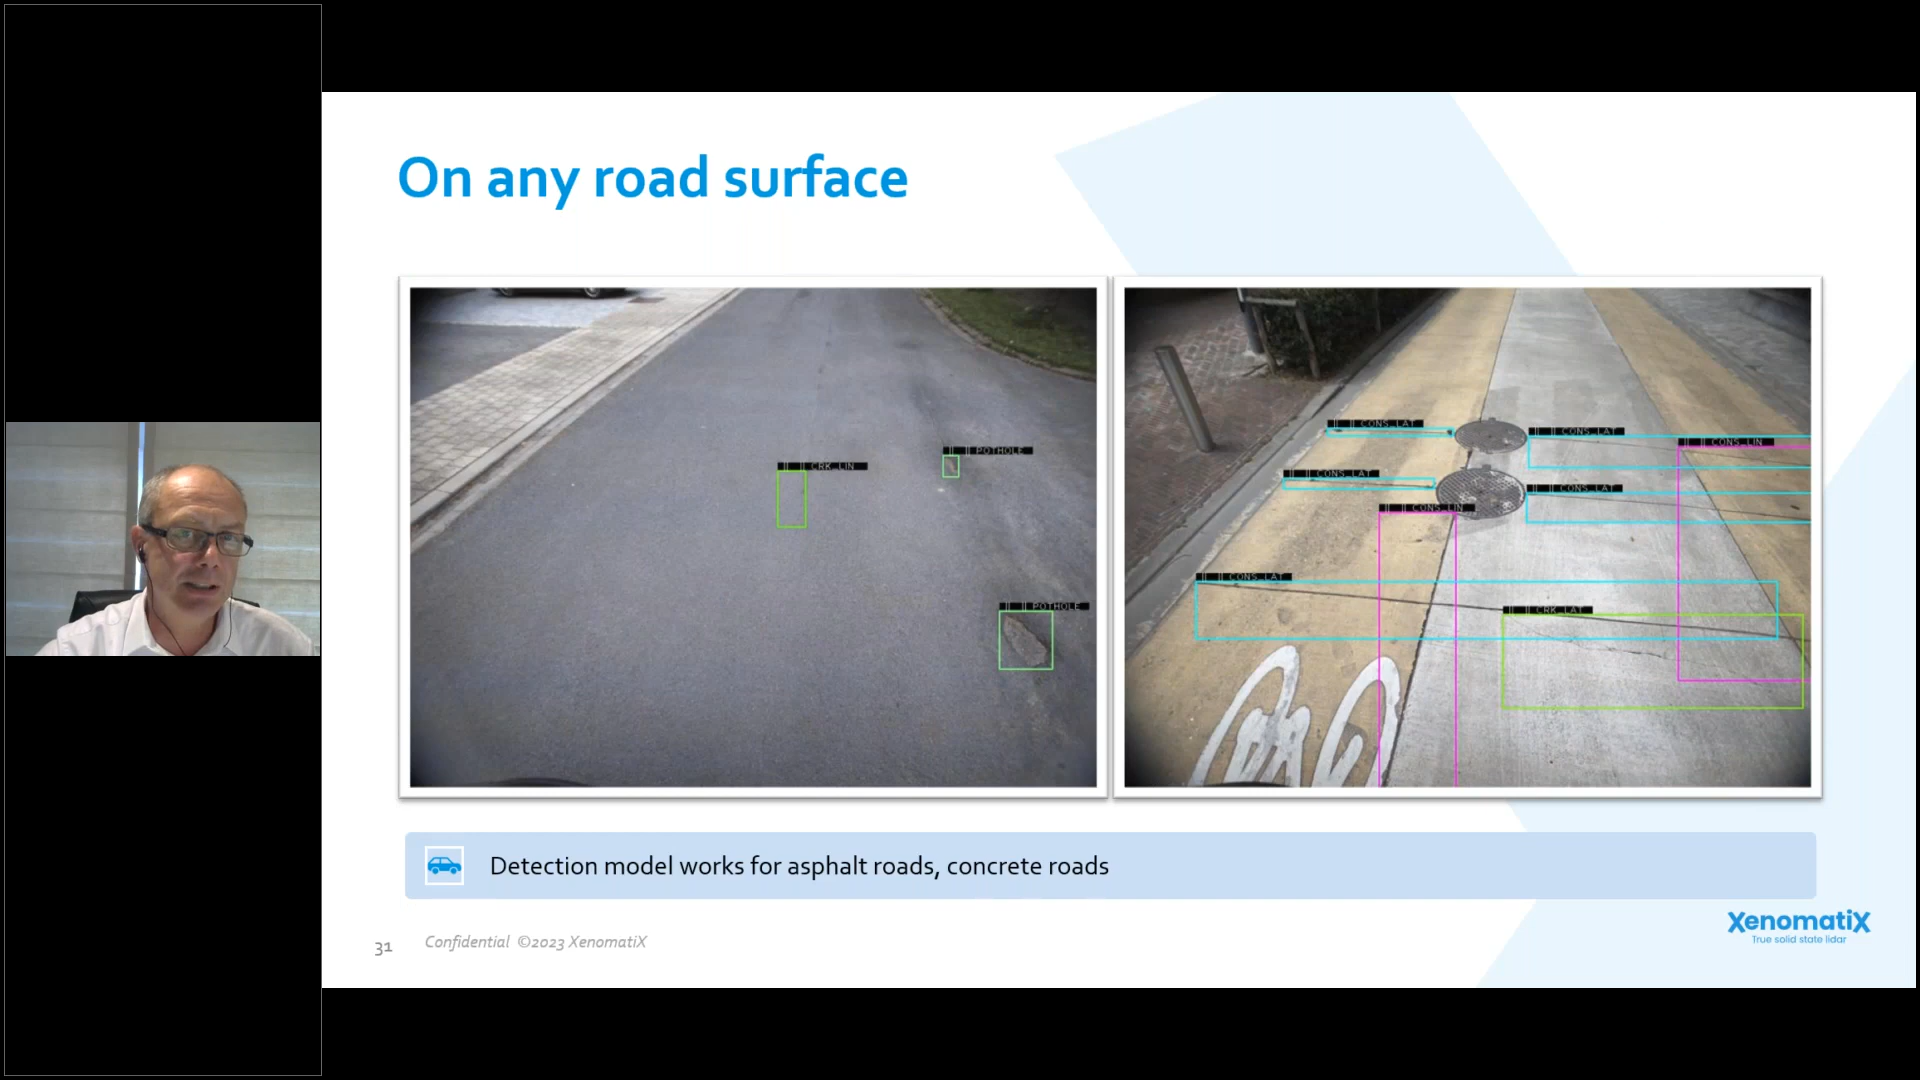 On any road surface
CRK_LIN
POTHOLE
POTHOLE
CONS_LAT
CONS_LAT
CONS_LIN
CONS_LAT
CONS_LAT
CONS_LIN
CONS_LAT
CRK_LAT
Detection model works for asphalt roads, concrete roads
31
Confidential ©2023 XenomatiX
XenomatiX
True solid state lidar